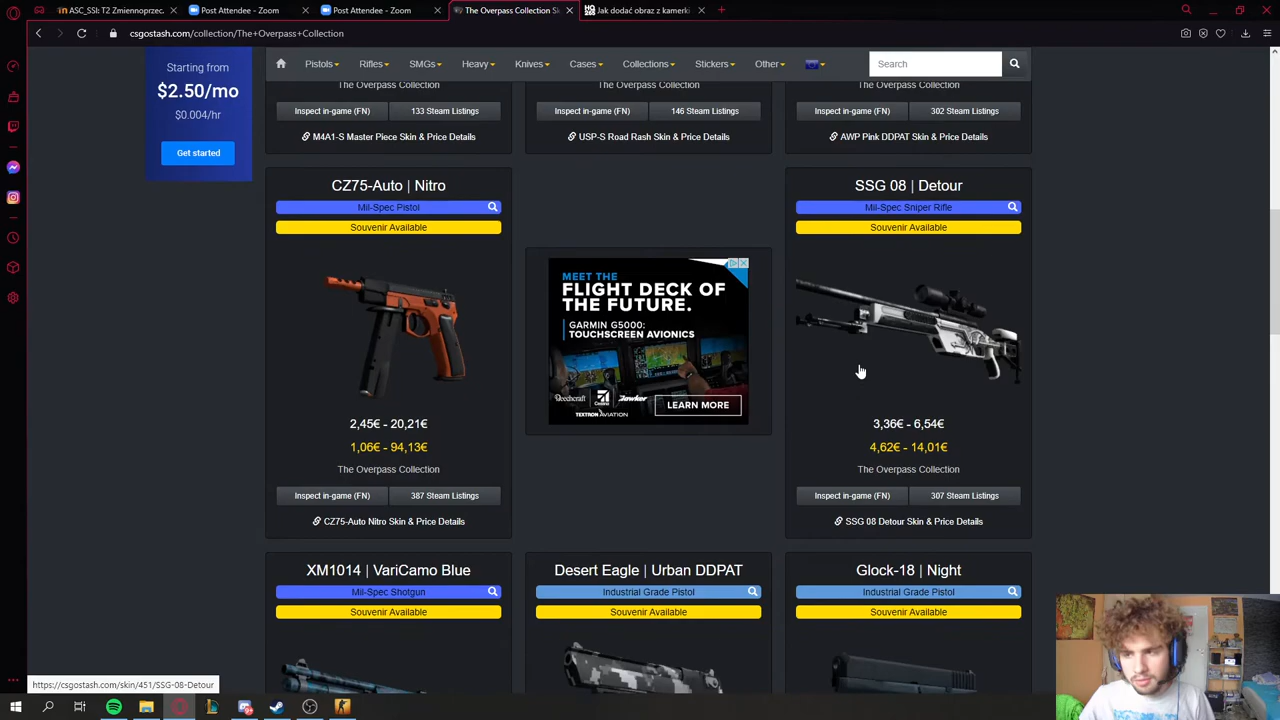 ASC_SSI: T2 Zmiennoprzec
Post Attendee - Zoom
Post Attendee - Zoom
The Overpass Collection Sk
Jak dodać obraz z kamerki
csgostash.com/collection/The+Overpass+Collection
Starting from
$2.50/mo
$0.004/hr
Get started
Pistols
Rifles
SMGs
Heavy
Knives
Cases
Collections
Stickers
Other
Search
The Overpass Collection
The Overpass Collection
The Overpass Collection
Inspect in-game (FN)
133 Steam Listings
Inspect in-game (FN)
146 Steam Listings
Inspect in-game (FN)
302 Steam Listings
M4A1-S Master Piece Skin & Price Details
USP-S Road Rash Skin & Price Details
AWP Pink DDPAT Skin & Price Details
CZ75-Auto | Nitro
Mil-Spec Pistol
Souvenir Available
2,45€ - 20,21€
1,06€ - 94,13€
The Overpass Collection
Inspect in-game (FN)
387 Steam Listings
CZ75-Auto Nitro Skin & Price Details
MEET THE
FLIGHT DECK OF
THE FUTURE.
GARMIN G5000:
TOUCHSCREEN AVIONICS
Beechcraft
Cessna
Hawker
TEXTRON AVIATION
LEARN MORE
SSG 08 | Detour
Mil-Spec Sniper Rifle
Souvenir Available
3,36€ - 6,54€
4,62€ - 14,01€
The Overpass Collection
Inspect in-game (FN)
307 Steam Listings
SSG 08 Detour Skin & Price Details
XM1014 | VariCamo Blue
Mil-Spec Shotgun
Souvenir Available
Desert Eagle | Urban DDPAT
Industrial Grade Pistol
Souvenir Available
Glock-18 | Night
Industrial Grade Pistol
Souvenir Available
https://csgostash.com/skin/451/SSG-08-Detour